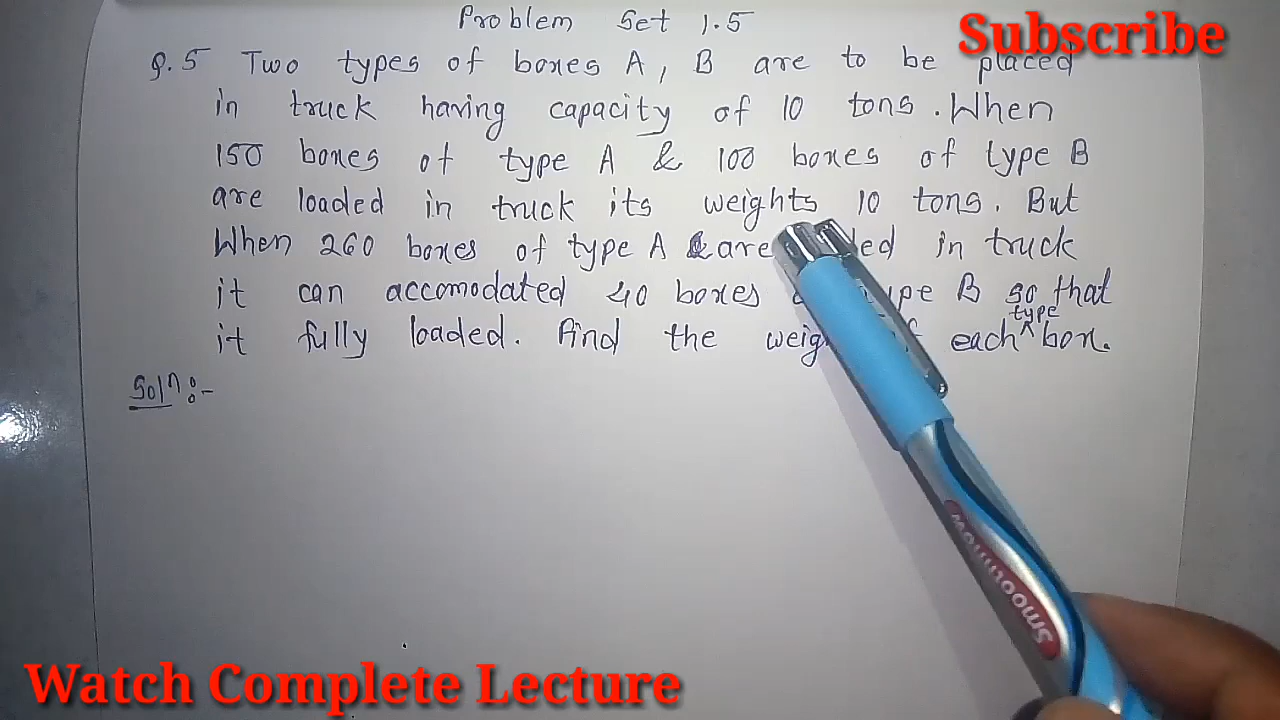 Problem Set 1.5
Subscribe
Q.5 Two types of boxes A, B are to be placed
in truck having capacity of 10 tons. When
150 boxes of type A & 100 boxes of type B
are loaded in truck its weights 10 tons. But
When 260 boxes of type A are in truck
it can accomodated 40 boxes B so that
type
it fully loaded. Find the each box.
Soln:-
Smoothflow
Watch Complete Lecture